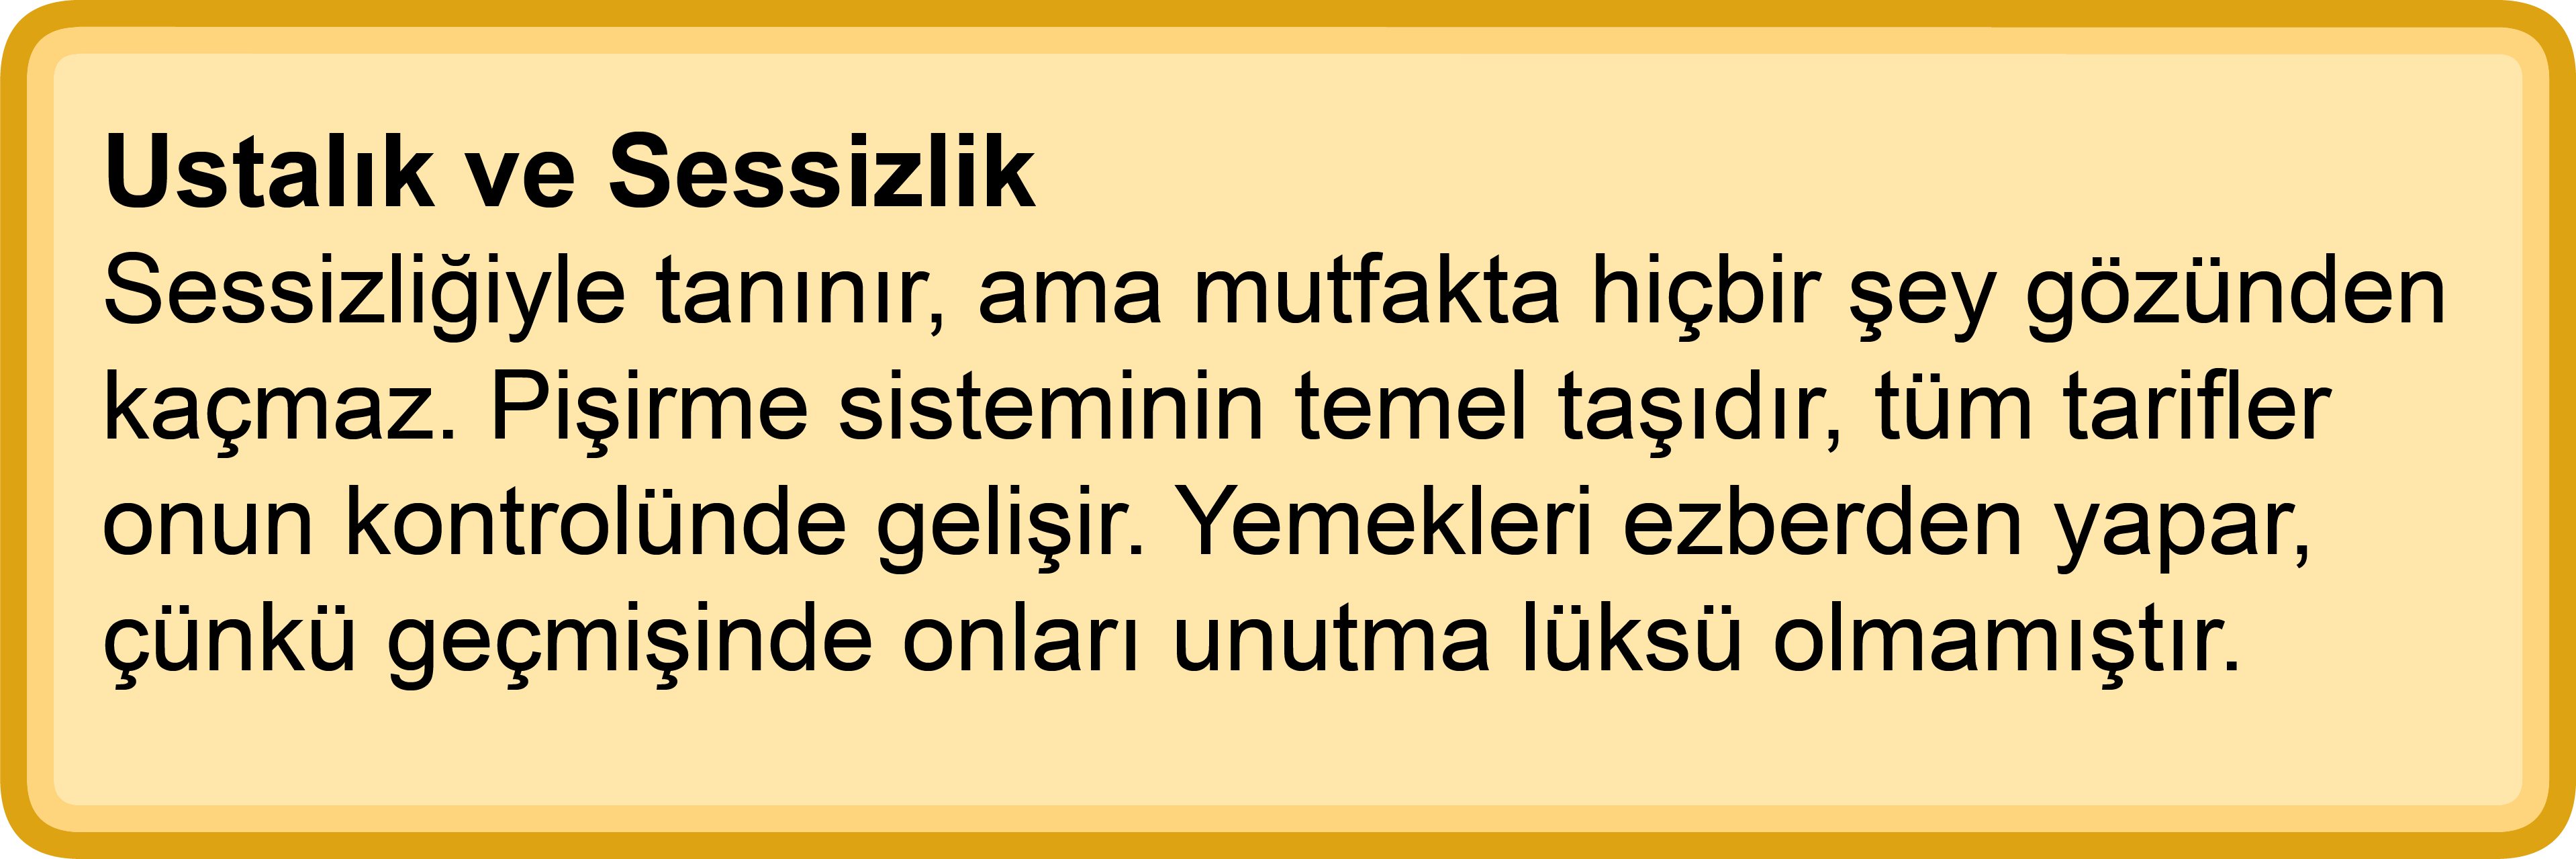 Ustalık ve Sessizlik
Sessizliğiyle tanınır, ama mutfakta hiçbir şey gözünden
kaçmaz. Pişirme sisteminin temel taşıdır, tüm tarifler
onun kontrolünde gelişir. Yemekleri ezberden yapar,
çünkü geçmişinde onları unutma lüksü olmamıştır.